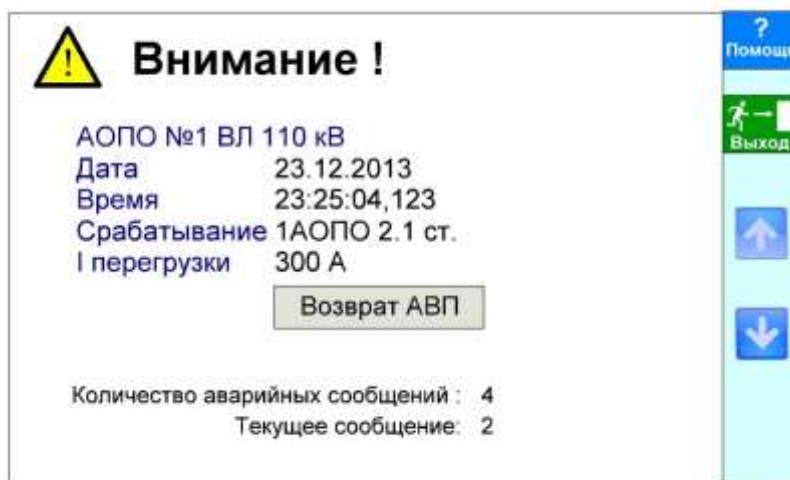 Внимание !
АОПО №1 ВЛ 110 кВ
Дата 23.12.2013
Время 23:25:04,123
Срабатывание 1АОПО 2.1 ст.
I перегрузки 300 А
Возврат АВП
Количество аварийных сообщений : 4
Текущее сообщение: 2
?
Помощь
Выход